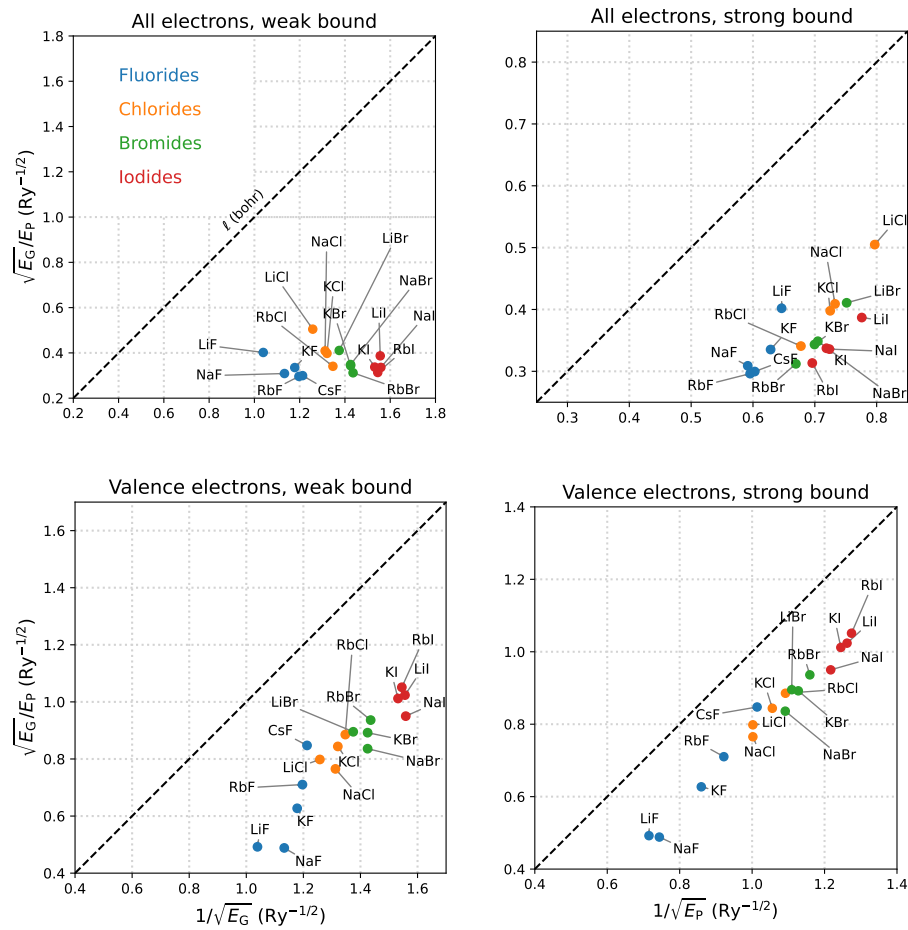 All electrons, weak bound
1.8
1.6
1.4
1.2
1.0
0.8
0.6
0.4
0.2
√E_G/E_P (Ry⁻¹/²)
Fluorides
Chlorides
Bromides
Iodides
ℓ (bohr)
NaCl
LiBr
LiCl
KCl
NaBr
RbCl
KBr
LiI
NaI
LiF
KF
KI
RbI
NaF
RbF
CsF
RbBr
0.2 0.4 0.6 0.8 1.0 1.2 1.4 1.6 1.8
All electrons, strong bound
0.8
0.7
0.6
0.5
0.4
0.3
LiCl
NaCl
LiF
KCl
LiBr
RbCl
KF
KBr
LiI
NaF
CsF
NaI
RbF
RbBr
KI
RbI
NaBr
0.3 0.4 0.5 0.6 0.7 0.8
Valence electrons, weak bound
1.6
1.4
1.2
1.0
0.8
0.6
0.4
√E_G/E_P (Ry⁻¹/²)
RbCl
RbI
KI
LiI
LiBr
RbBr
NaI
CsF
KBr
LiCl
KCl
NaBr
RbF
NaCl
LiF
KF
NaF
0.4 0.6 0.8 1.0 1.2 1.4 1.6
1/√E_G (Ry⁻¹/²)
Valence electrons, strong bound
1.4
1.2
1.0
0.8
0.6
0.4
RbI
LiBr
KI
LiI
RbBr
NaI
KCl
RbCl
CsF
LiCl
KBr
RbF
NaCl
NaBr
KF
LiF
NaF
0.4 0.6 0.8 1.0 1.2 1.4
1/√E_P (Ry⁻¹/²)